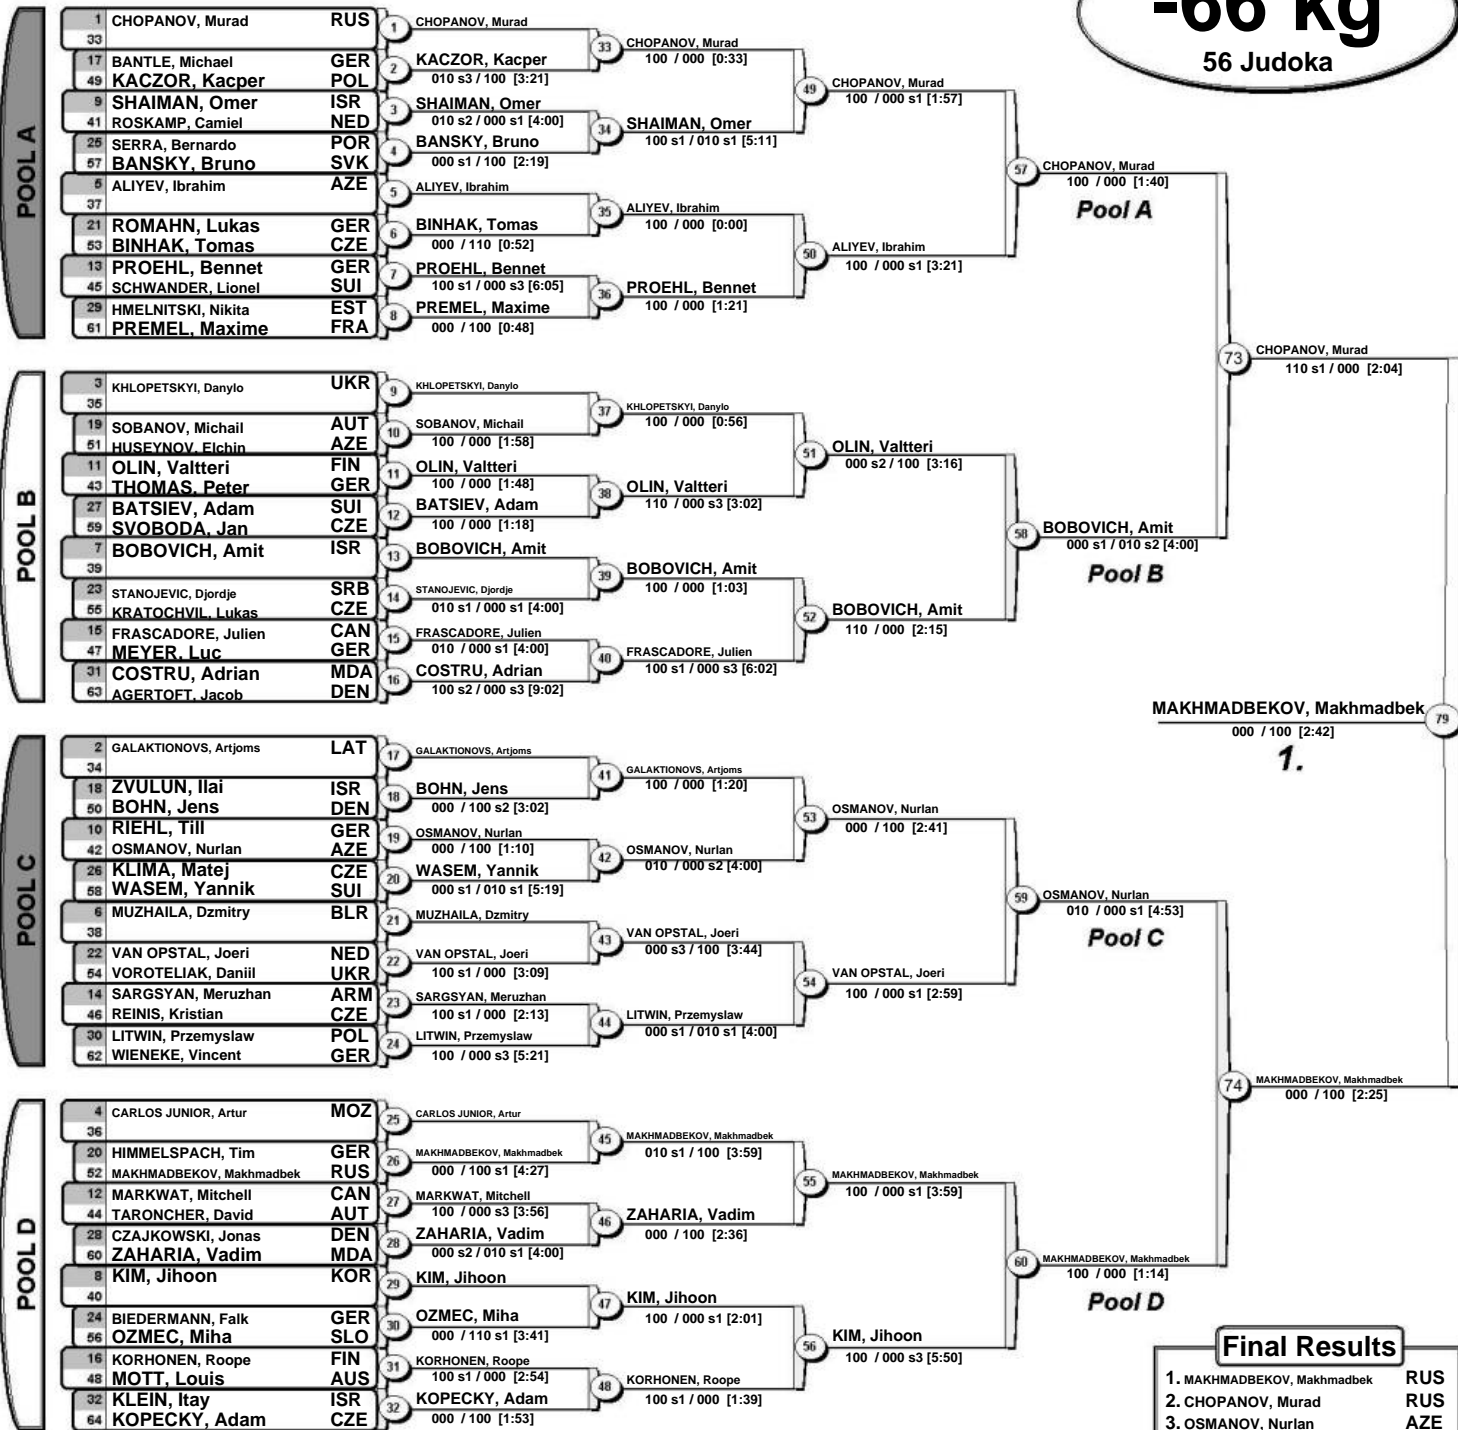 -66 kg
56 Judoka
POOL A
1 CHOPANOV, Murad RUS
33
17 BANTLE, Michael GER
49 KACZOR, Kacper POL
9 SHAIMAN, Omer ISR
41 ROSKAMP, Camiel NED
25 SERRA, Bernardo POR
57 BANSKY, Bruno SVK
5 ALIYEV, Ibrahim AZE
37
21 ROMAHN, Lukas GER
53 BINHAK, Tomas CZE
13 PROEHL, Bennet GER
45 SCHWANDER, Lionel SUI
29 HMELNITSKI, Nikita EST
61 PREMEL, Maxime FRA
1 CHOPANOV, Murad
2 KACZOR, Kacper
010 s3 / 100 [3:21]
3 SHAIMAN, Omer
010 s2 / 000 s1 [4:00]
4 BANSKY, Bruno
000 s1 / 100 [2:19]
5 ALIYEV, Ibrahim
6 BINHAK, Tomas
000 / 110 [0:52]
7 PROEHL, Bennet
100 s1 / 000 s3 [6:05]
8 PREMEL, Maxime
000 / 100 [0:48]
33 CHOPANOV, Murad
100 / 000 [0:33]
34 SHAIMAN, Omer
100 s1 / 010 s1 [5:11]
35 ALIYEV, Ibrahim
100 / 000 [0:00]
36 PROEHL, Bennet
100 / 000 [1:21]
49 CHOPANOV, Murad
100 / 000 s1 [1:57]
50 ALIYEV, Ibrahim
100 / 000 s1 [3:21]
57 CHOPANOV, Murad
100 / 000 [1:40]
Pool A
POOL B
3 KHLOPETSKYI, Danylo UKR
35
19 SOBANOV, Michail AUT
51 HUSEYNOV, Elchin AZE
11 OLIN, Valtteri FIN
43 THOMAS, Peter GER
27 BATSIEV, Adam SUI
59 SVOBODA, Jan CZE
7 BOBOVICH, Amit ISR
39
23 STANOJEVIC, Djordje SRB
55 KRATOCHVIL, Lukas CZE
15 FRASCADORE, Julien CAN
47 MEYER, Luc GER
31 COSTRU, Adrian MDA
63 AGERTOFT, Jacob DEN
9 KHLOPETSKYI, Danylo
10 SOBANOV, Michail
100 / 000 [1:58]
11 OLIN, Valtteri
100 / 000 [1:48]
12 BATSIEV, Adam
100 / 000 [1:18]
13 BOBOVICH, Amit
14 STANOJEVIC, Djordje
010 s1 / 000 s1 [4:00]
15 FRASCADORE, Julien
010 / 000 s1 [4:00]
16 COSTRU, Adrian
100 s2 / 000 s3 [9:02]
37 KHLOPETSKYI, Danylo
100 / 000 [0:56]
38 OLIN, Valtteri
110 / 000 s3 [3:02]
39 BOBOVICH, Amit
100 / 000 [1:03]
40 FRASCADORE, Julien
100 s1 / 000 s3 [6:02]
51 OLIN, Valtteri
000 s2 / 100 [3:16]
52 BOBOVICH, Amit
110 / 000 [2:15]
58 BOBOVICH, Amit
000 s1 / 010 s2 [4:00]
Pool B
73 CHOPANOV, Murad
110 s1 / 000 [2:04]
MAKHMADBEKOV, Makhmadbek 79
000 / 100 [2:42]
1.
POOL C
2 GALAKTIONOVS, Artjoms LAT
34
18 ZVULUN, Ilai ISR
50 BOHN, Jens DEN
10 RIEHL, Till GER
42 OSMANOV, Nurlan AZE
26 KLIMA, Matej CZE
58 WASEM, Yannik SUI
6 MUZHAILA, Dzmitry BLR
38
22 VAN OPSTAL, Joeri NED
54 VOROTELIAK, Daniil UKR
14 SARGSYAN, Meruzhan ARM
46 REINIS, Kristian CZE
30 LITWIN, Przemyslaw POL
62 WIENEKE, Vincent GER
17 GALAKTIONOVS, Artjoms
18 BOHN, Jens
000 / 100 s2 [3:02]
19 OSMANOV, Nurlan
000 / 100 [1:10]
20 WASEM, Yannik
000 s1 / 010 s1 [5:19]
21 MUZHAILA, Dzmitry
22 VAN OPSTAL, Joeri
100 s1 / 000 [3:09]
23 SARGSYAN, Meruzhan
100 s1 / 000 [2:13]
24 LITWIN, Przemyslaw
100 / 000 s3 [5:21]
41 GALAKTIONOVS, Artjoms
100 / 000 [1:20]
42 OSMANOV, Nurlan
010 / 000 s2 [4:00]
43 VAN OPSTAL, Joeri
000 s3 / 100 [3:44]
44 LITWIN, Przemyslaw
000 s1 / 010 s1 [4:00]
53 OSMANOV, Nurlan
000 / 100 [2:41]
54 VAN OPSTAL, Joeri
100 / 000 s1 [2:59]
59 OSMANOV, Nurlan
010 / 000 s1 [4:53]
Pool C
POOL D
4 CARLOS JUNIOR, Artur MOZ
36
20 HIMMELSPACH, Tim GER
52 MAKHMADBEKOV, Makhmadbek RUS
12 MARKWAT, Mitchell CAN
44 TARONCHER, David AUT
28 CZAJKOWSKI, Jonas DEN
60 ZAHARIA, Vadim MDA
8 KIM, Jihoon KOR
40
24 BIEDERMANN, Falk GER
56 OZMEC, Miha SLO
16 KORHONEN, Roope FIN
48 MOTT, Louis AUS
32 KLEIN, Itay ISR
64 KOPECKY, Adam CZE
25 CARLOS JUNIOR, Artur
26 MAKHMADBEKOV, Makhmadbek
000 / 100 s1 [4:27]
27 MARKWAT, Mitchell
100 / 000 s3 [3:56]
28 ZAHARIA, Vadim
000 s2 / 010 s1 [4:00]
29 KIM, Jihoon
30 OZMEC, Miha
000 / 110 s1 [3:41]
31 KORHONEN, Roope
100 s1 / 000 [2:54]
32 KOPECKY, Adam
000 / 100 [1:53]
45 MAKHMADBEKOV, Makhmadbek
010 s1 / 100 [3:59]
46 ZAHARIA, Vadim
000 / 100 [2:36]
47 KIM, Jihoon
100 / 000 s1 [2:01]
48 KORHONEN, Roope
100 s1 / 000 [1:39]
55 MAKHMADBEKOV, Makhmadbek
100 / 000 s1 [3:59]
56 KIM, Jihoon
100 / 000 s3 [5:50]
60 MAKHMADBEKOV, Makhmadbek
100 / 000 [1:14]
Pool D
74 MAKHMADBEKOV, Makhmadbek
000 / 100 [2:25]
Final Results
1. MAKHMADBEKOV, Makhmadbek RUS
2. CHOPANOV, Murad RUS
3. OSMANOV, Nurlan AZE